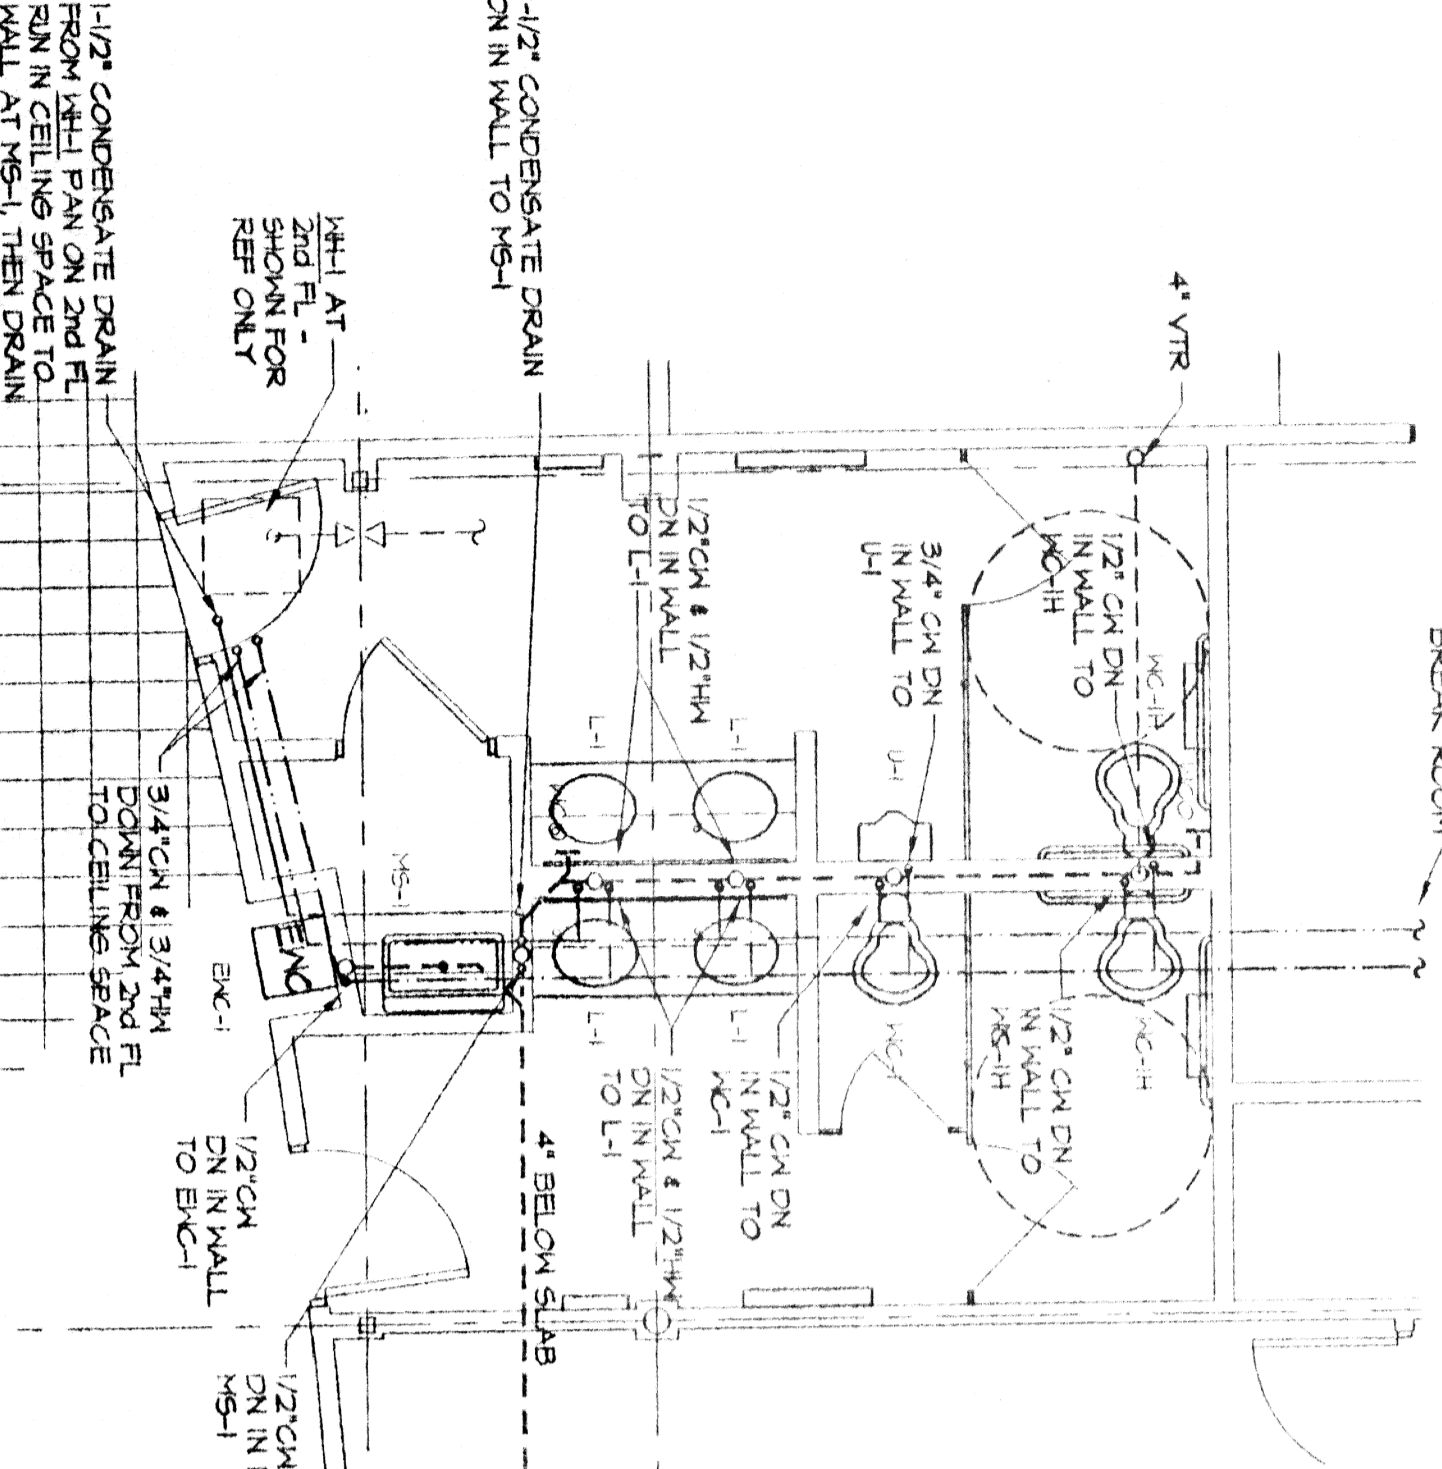 BREAK ROOM
4" VTR
1/2" CW DN
IN WALL TO
WC-1H
WC-1H
3/4" CW DN
IN WALL TO
U-1
U-1
1/2"CW & 1/2"HW
DN IN WALL
TO L-1
L-1
L-1
-1/2" CONDENSATE DRAIN
ON IN WALL TO MS-1
WH-1 AT
2nd FL -
SHOWN FOR
REF ONLY
1-1/2" CONDENSATE DRAIN
FROM WH-1 PAN ON 2nd FL
RUN IN CEILING SPACE TO
WALL AT MS-1, THEN DRAIN
MS-1
3/4"CW & 3/4"HW
DOWN FROM 2nd FL
TO CEILING SPACE
EWC
EWC-1
L-1
L-1
WC-1
WC-1H
1/2" CW DN
IN WALL TO
WC-1H
1/2" CW DN
IN WALL TO
WC-1
1/2"CW & 1/2"HW
DN IN WALL
TO L-1
4" BELOW SLAB
1/2"CW
DN IN WALL
TO EWC-1
1/2"CW
DN IN
MS-1